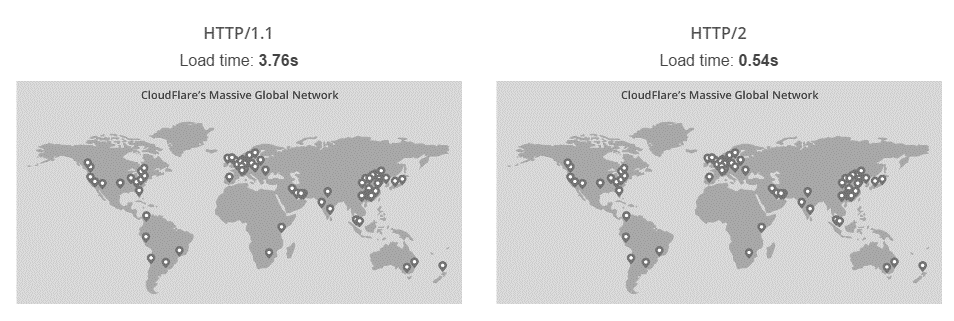 HTTP/1.1
Load time: 3.76s
CloudFlare's Massive Global Network
HTTP/2
Load time: 0.54s
CloudFlare's Massive Global Network